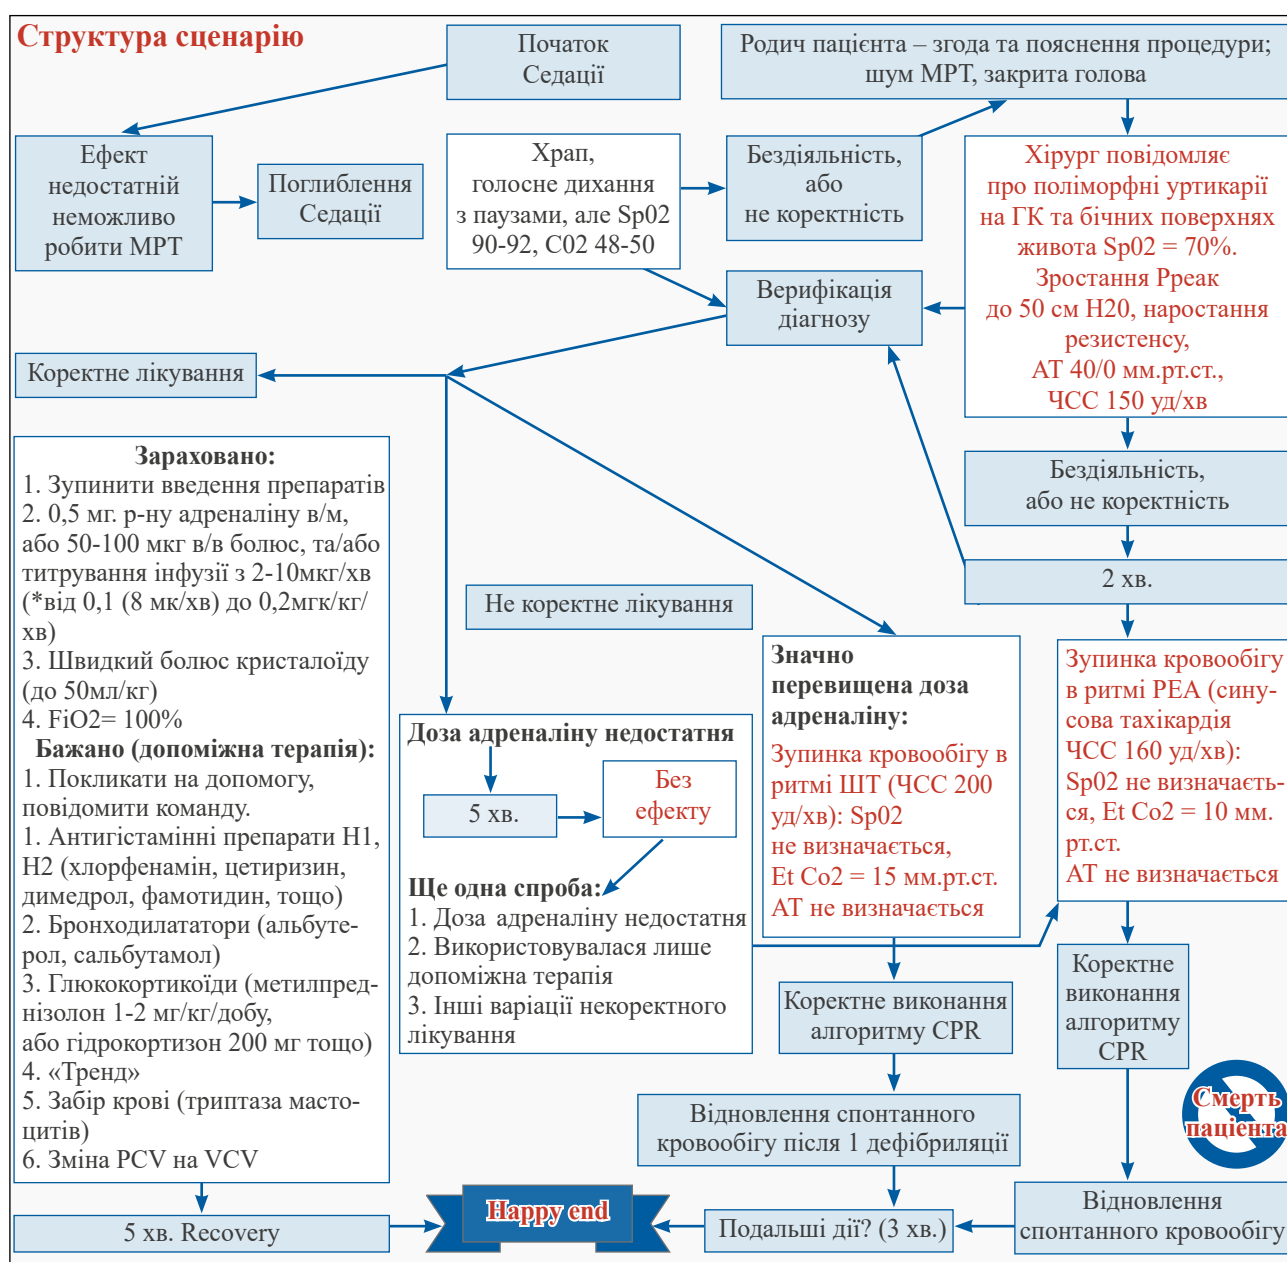 Структура сценарію
Початок
Седації
Родич пацієнта – згода та пояснення процедури;
шум МРТ, закрита голова
Ефект
недостатній
неможливо
робити МРТ
Поглиблення
Седації
Храп,
голосне дихання
з паузами, але Sp02
90-92, С02 48-50
Бездіяльність,
або
не коректність
Хірург повідомляє
про поліморфні уртикарії
на ГК та бічних поверхнях
живота Sp02 = 70%.
Зростання Ppeaк
до 50 см Н20, наростання
резистенсу,
АТ 40/0 мм.рт.ст.,
ЧСС 150 уд/хв
Верифікація
діагнозу
Коректне лікування
Бездіяльність,
або не коректність
2 хв.
Зараховано:
1. Зупинити введення препаратів
2. 0,5 мг. р-ну адреналіну в/м,
або 50-100 мкг в/в болюс, та/або
титрування інфузії з 2-10мкг/хв
(*від 0,1 (8 мк/хв) до 0,2мгк/кг/
хв)
3. Швидкий болюс кристалоїду
(до 50мл/кг)
4. FiO2= 100%
Бажано (допоміжна терапія):
1. Покликати на допомогу,
повідомити команду.
1. Антигістамінні препарати Н1,
Н2 (хлорфенамін, цетиризин,
димедрол, фамотидин, тощо)
2. Бронходилататори (альбуте-
рол, сальбутамол)
3. Глюкокортикоїди (метилпред-
нізолон 1-2 мг/кг/добу,
або гідрокортизон 200 мг тощо)
4. «Тренд»
5. Забір крові (триптаза масто-
цитів)
6. Зміна PCV на VCV
5 хв. Recovery
Не коректне лікування
Доза адреналіну недостатня
5 хв.
Без
ефекту
Ще одна спроба:
1. Доза адреналіну недостатня
2. Використовувалася лише
допоміжна терапія
3. Інші варіації некоректного
лікування
Значно
перевищена доза
адреналіну:
Зупинка кровообігу в
ритмі ШТ (ЧСС 200
уд/хв): Sp02
не визначається,
Et Co2 = 15 мм.рт.ст.
АТ не визначається
Зупинка кровообігу
в ритмі PEA (сину-
сова тахікардія
ЧСС 160 уд/хв):
Sp02 не визначаєть-
ся, Et Co2 = 10 мм.
рт.ст.
АТ не визначається
Коректне виконання
алгоритму CPR
Коректне
виконання
алгоритму
CPR
Відновлення спонтанного
кровообігу після 1 дефібриляції
Смерть
паціента
Happy end
Подальші дії? (3 хв.)
Відновлення
спонтанного кровообігу